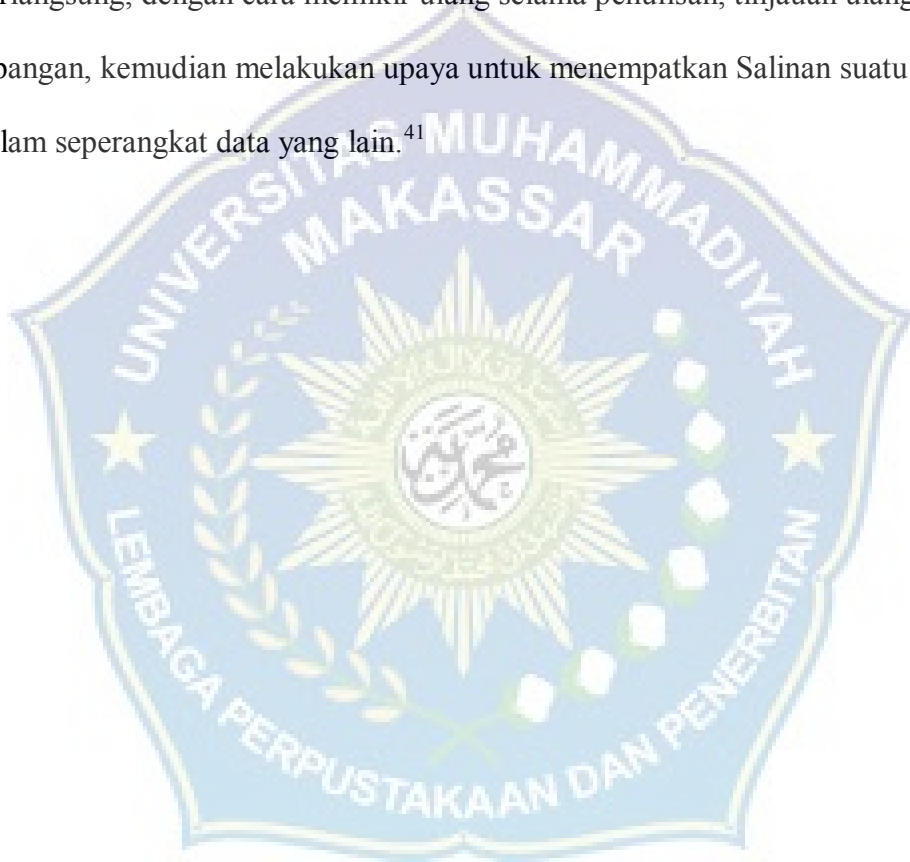 langsung, dengan cara memikir ulang selama penulisan, tinjauan ulang
pangan, kemudian melakukan upaya untuk menempatkan Salinan suatu
lam seperangkat data yang lain.⁴¹
UNIVERSITAS MUHAMMADIYAH
MAKASSAR
محمد
LEMBAGA PERPUSTAKAAN DAN PENERBITAN